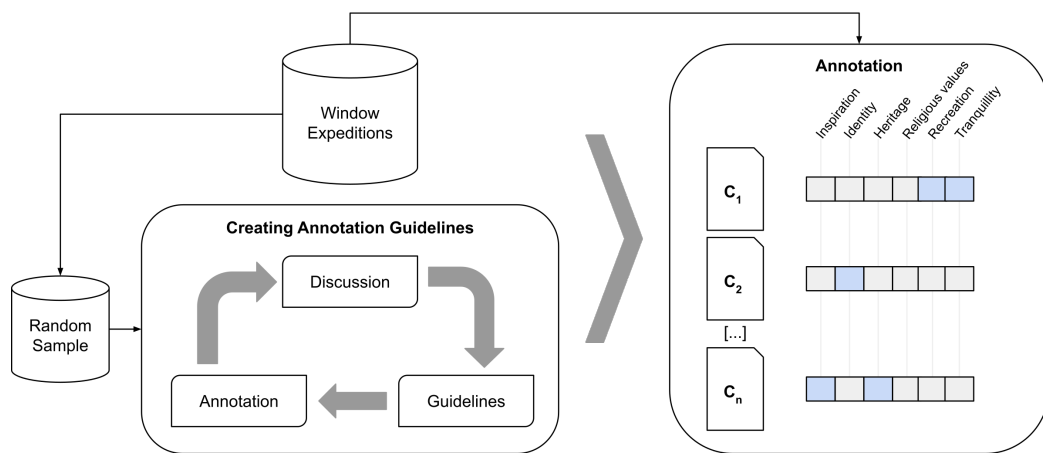 Window
Expeditions
Creating Annotation Guidelines
Discussion
Random
Sample
Annotation
Guidelines
Annotation
Inspiration
Identity
Heritage
Religious values
Recreation
Tranquillity
C1
C2
[...]
Cn